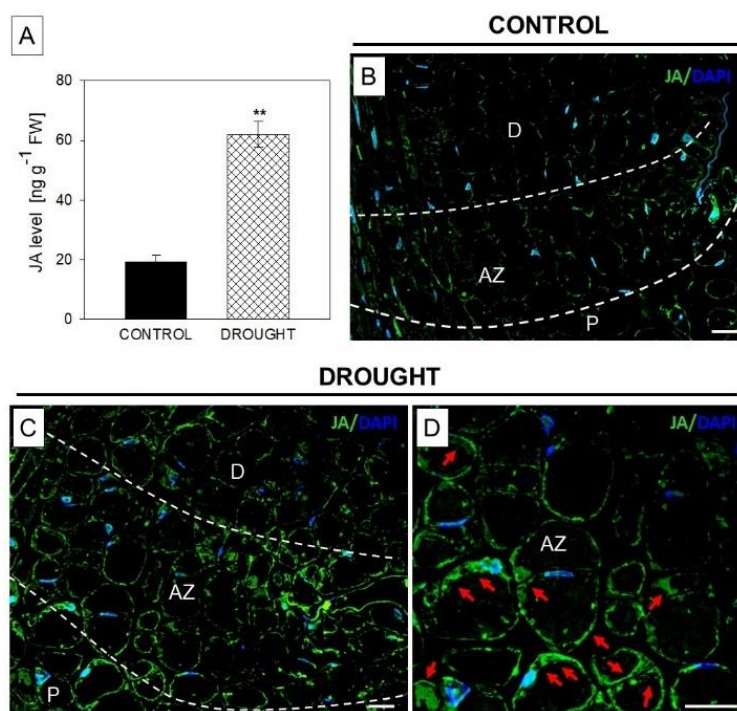 CONTROL
A
80
60
40
20
0
JA level [ng g⁻¹ FW]
**
CONTROL
DROUGHT
B
JA/DAPI
D
AZ
P
DROUGHT
C
JA/DAPI
D
AZ
P
D
JA/DAPI
AZ